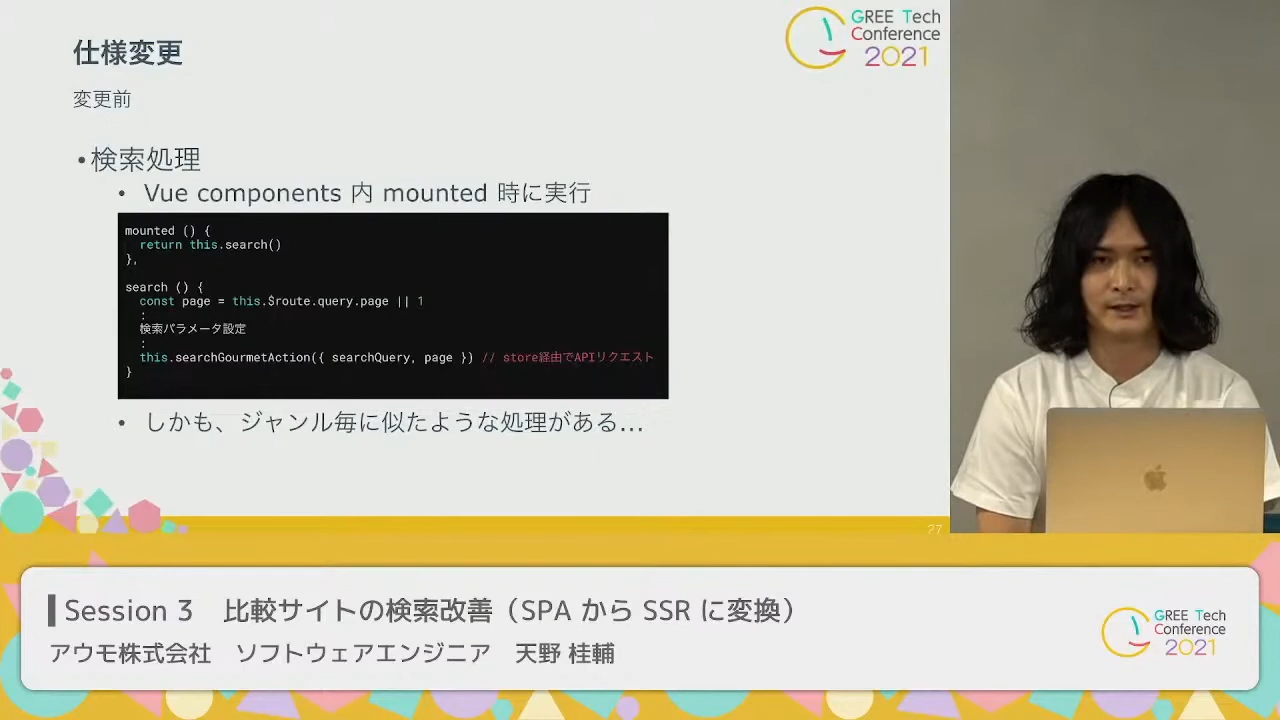 仕様変更
変更前
•検索処理
• Vue components 内 mounted 時に実行
mounted () {
return this.search()
},
search () {
const page = this.$route.query.page || 1
:
検索パラメータ設定
:
this.searchGourmetAction({ searchQuery, page }) // store経由でAPIリクエスト
}
• しかも、ジャンル毎に似たような処理がある…
27
GREE Tech
Conference
2021
Session 3 比較サイトの検索改善（SPA から SSR に変換）
アウモ株式会社 ソフトウェアエンジニア 天野 桂輔
GREE Tech
Conference
2021